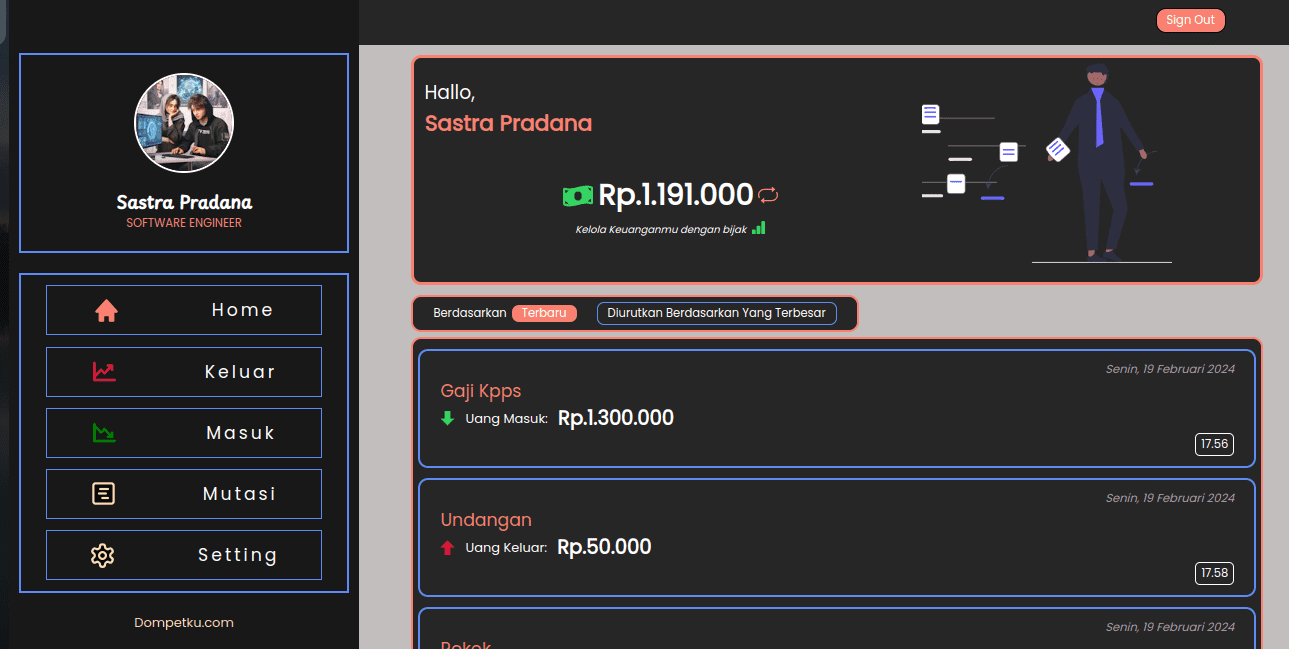 Sign Out
Sastra Pradana
SOFTWARE ENGINEER
Home
Keluar
Masuk
Mutasi
Setting
Dompetku.com
Hallo,
Sastra Pradana
Rp.1.191.000
Kelola Keuanganmu dengan bijak
Berdasarkan Terbaru Diurutkan Berdasarkan Yang Terbesar
Senin, 19 Februari 2024
Gaji Kpps
Uang Masuk: Rp.1.300.000
17.56
Senin, 19 Februari 2024
Undangan
Uang Keluar: Rp.50.000
17.58
Senin, 19 Februari 2024
Rokok